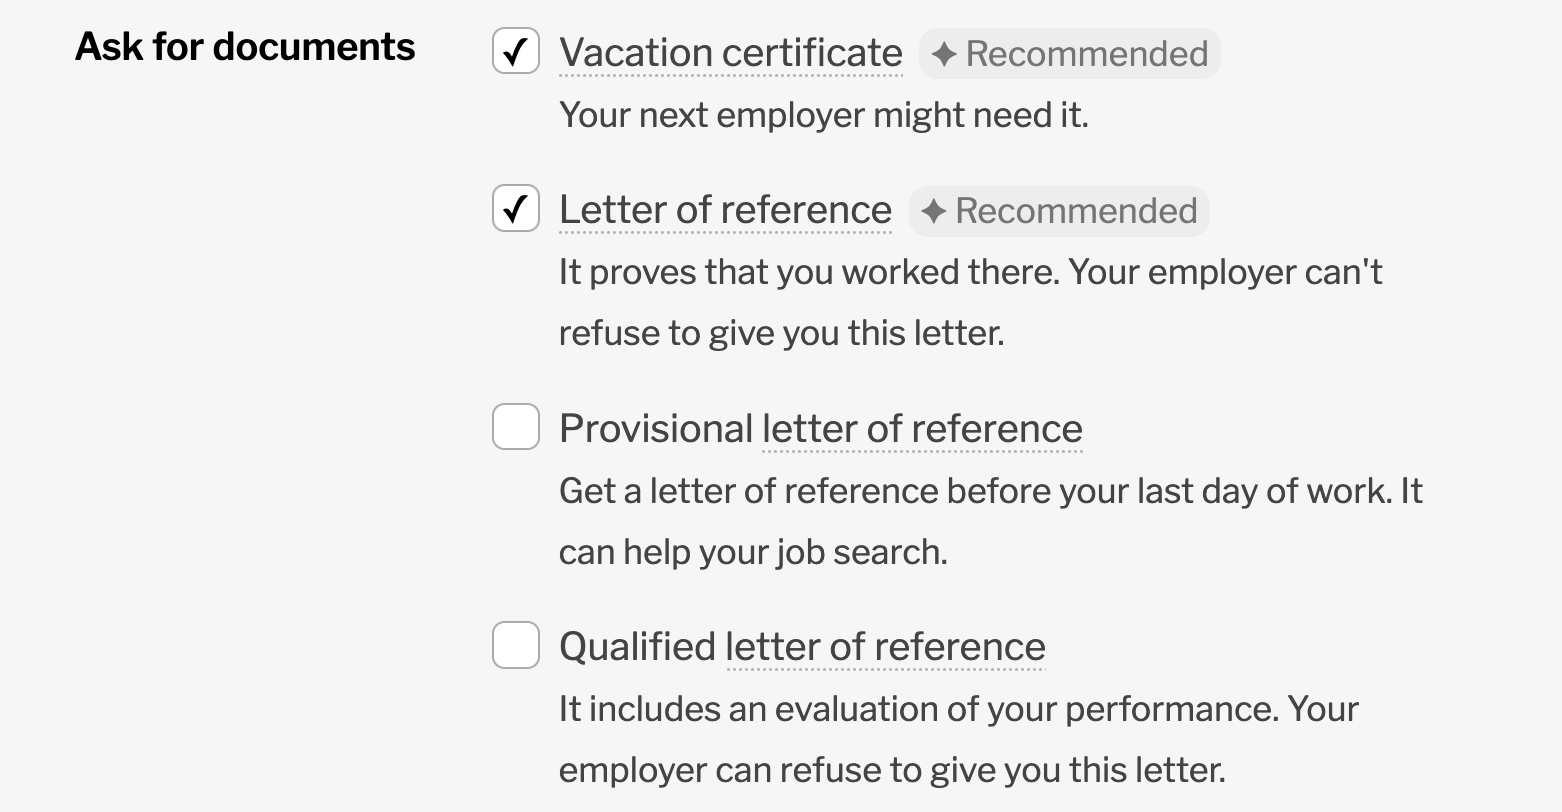 Ask for documents
Vacation certificate Recommended
Your next employer might need it.
Letter of reference Recommended
It proves that you worked there. Your employer can't
refuse to give you this letter.
Provisional letter of reference
Get a letter of reference before your last day of work. It
can help your job search.
Qualified letter of reference
It includes an evaluation of your performance. Your
employer can refuse to give you this letter.